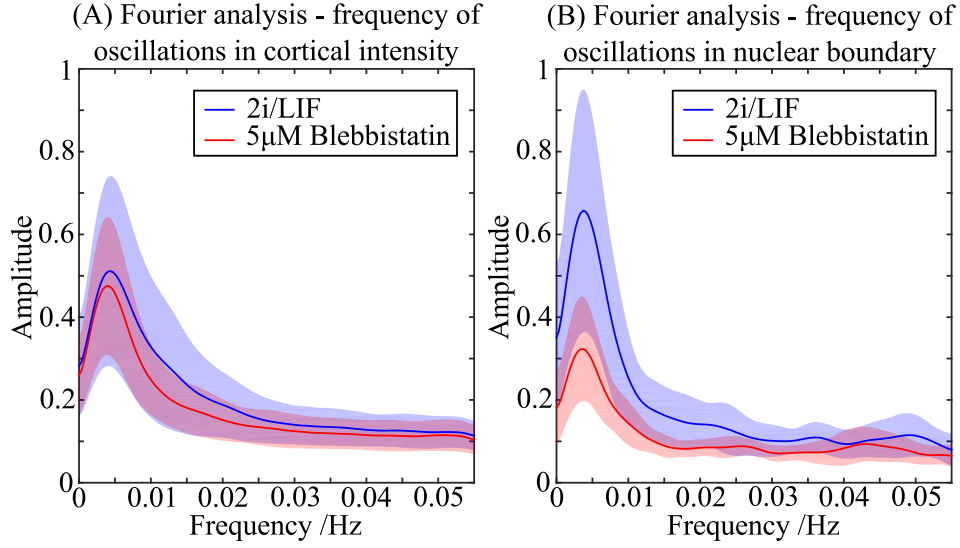 (A) Fourier analysis - frequency of
oscillations in cortical intensity
1
0.8
0.6
0.4
0.2
0
Amplitude
2i/LIF
5μM Blebbistatin
0 0.01 0.02 0.03 0.04 0.05
Frequency /Hz
(B) Fourier analysis - frequency of
oscillations in nuclear boundary
1
0.8
0.6
0.4
0.2
0
Amplitude
2i/LIF
5μM Blebbistatin
0 0.01 0.02 0.03 0.04 0.05
Frequency /Hz